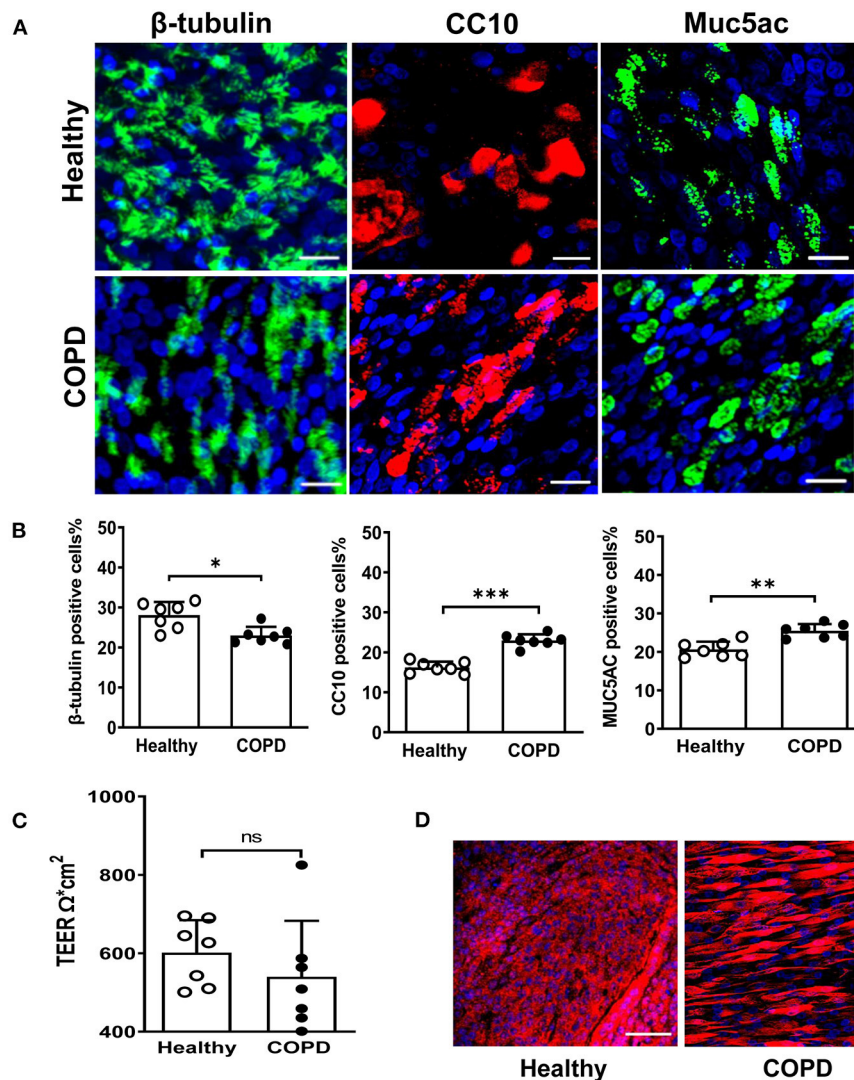 A
β-tubulin CC10 Muc5ac
Healthy
COPD
B
β-tubulin positive cells%
50
40
30
20
10
0
*
Healthy COPD
CC10 positive cells%
50
40
30
20
10
0
***
Healthy COPD
MUC5AC positive cells%
50
40
30
20
10
0
**
Healthy COPD
C
TEER Ω*cm²
1000
800
600
400
ns
Healthy COPD
D
Healthy COPD